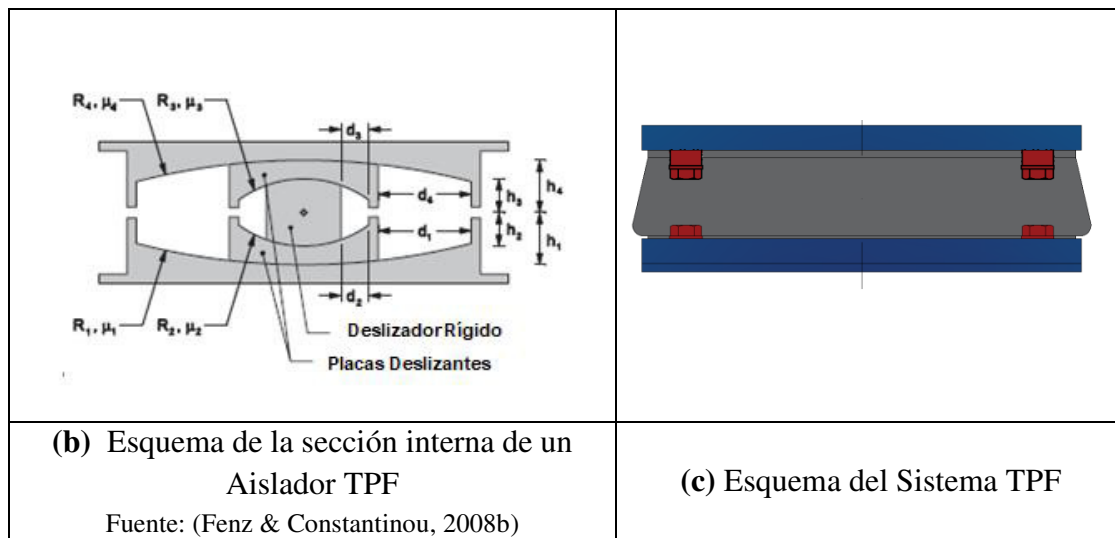 R₄, μ₄
R₃, μ₃
d₃
d₄
h₃
h₄
d₁
h₂
h₁
d₂
R₁, μ₁
R₂, μ₂
Deslizador Rígido
Placas Deslizantes
(b) Esquema de la sección interna de un
Aislador TPF
Fuente: (Fenz & Constantinou, 2008b)
(c) Esquema del Sistema TPF